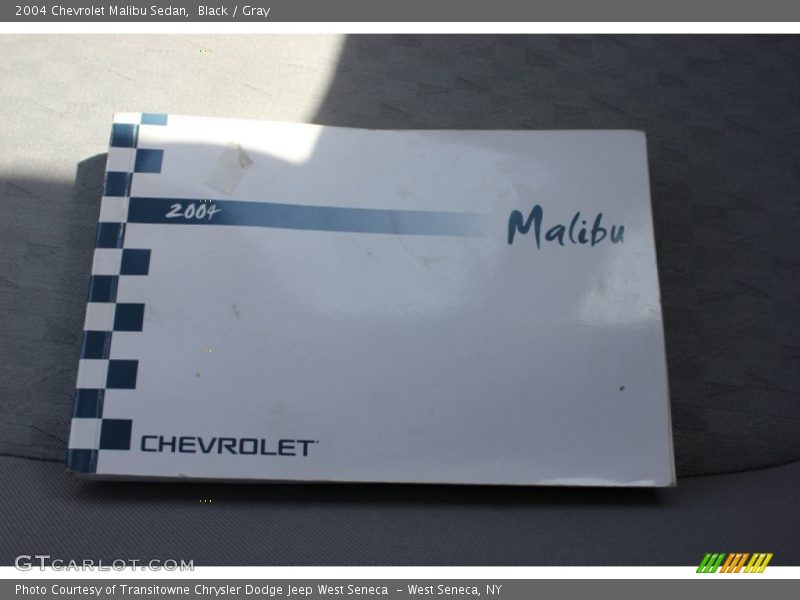 2004 Chevrolet Malibu Sedan,  Black / Gray
2004
Malibu
CHEVROLET
GTCARLOT.COM
Photo Courtesy of Transitowne Chrysler Dodge Jeep West Seneca  - West Seneca, NY